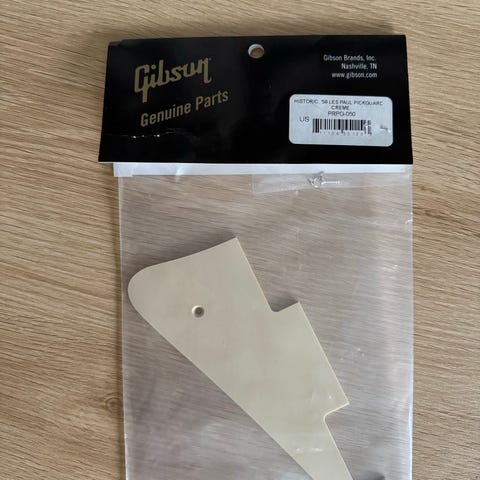 Gibson
Genuine Parts
Gibson Brands, Inc.
Nashville, TN
www.gibson.com
HISTORIC, '58 LES PAUL PICKGUARD
CREME
PRPG-050
US